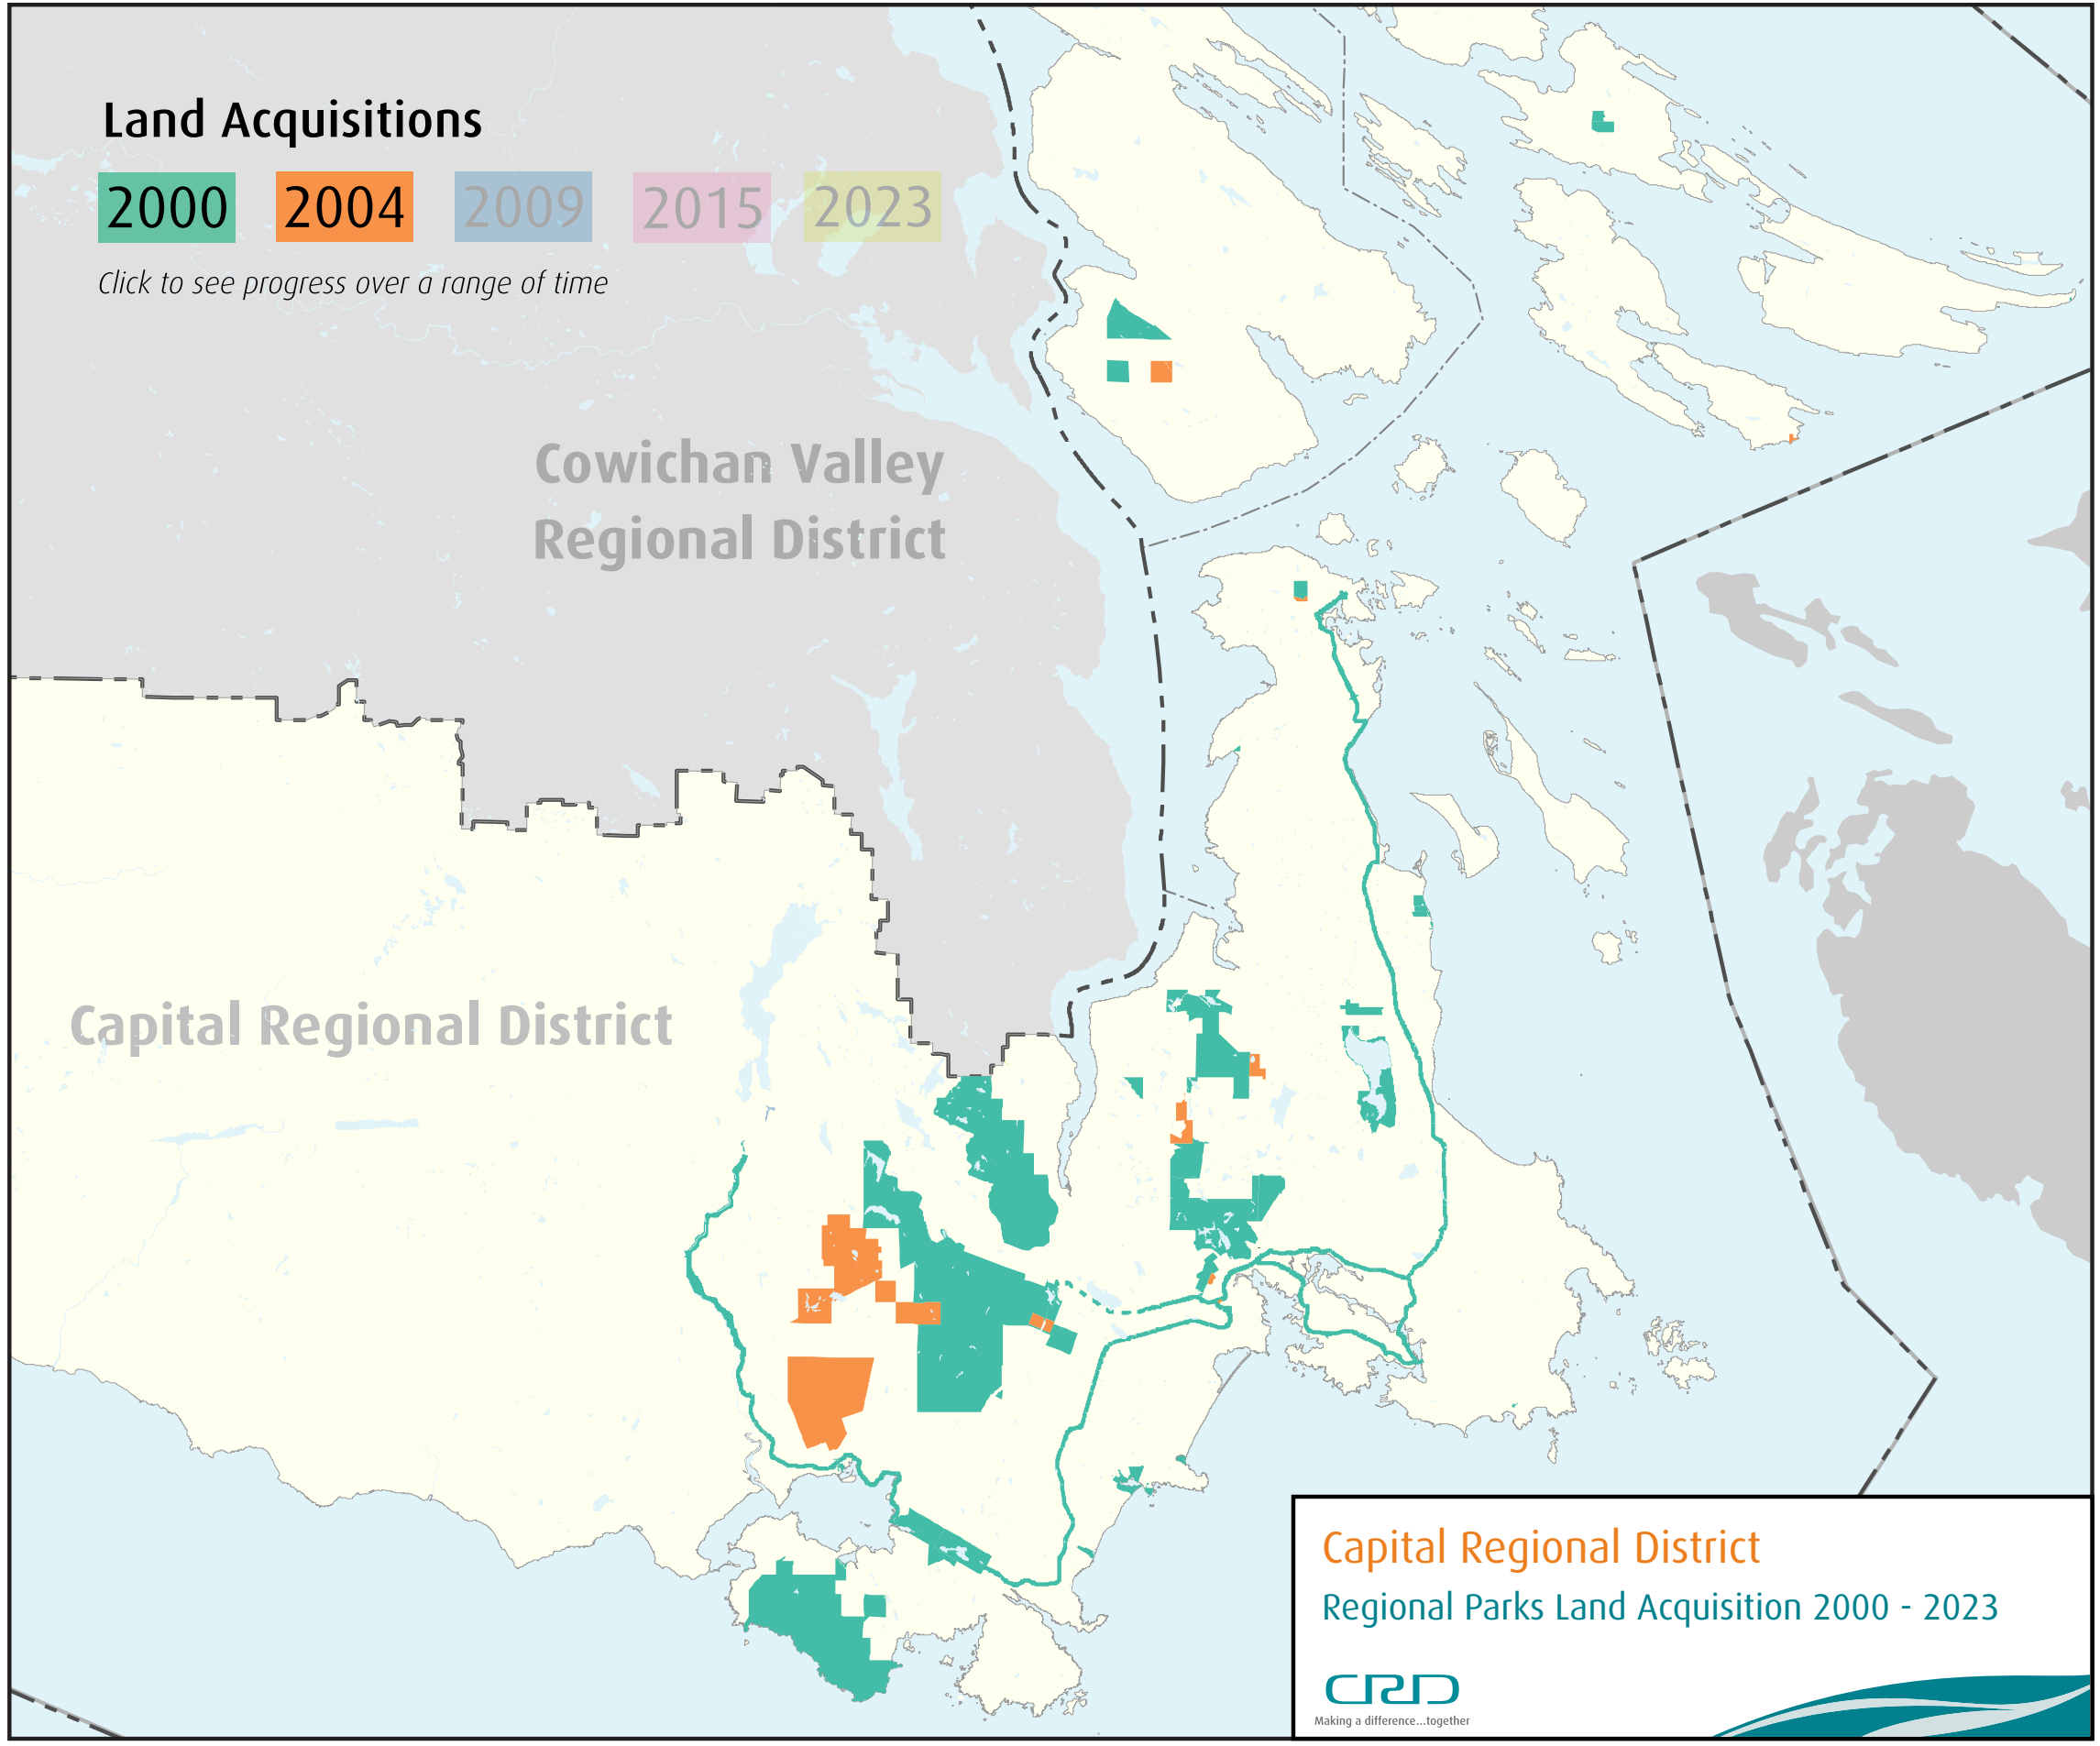 Land Acquisitions
2000 2004 2009 2015 2023
Click to see progress over a range of time
Cowichan Valley
Regional District
Capital Regional District
Capital Regional District
Regional Parks Land Acquisition 2000 - 2023
CRD
Making a difference...together